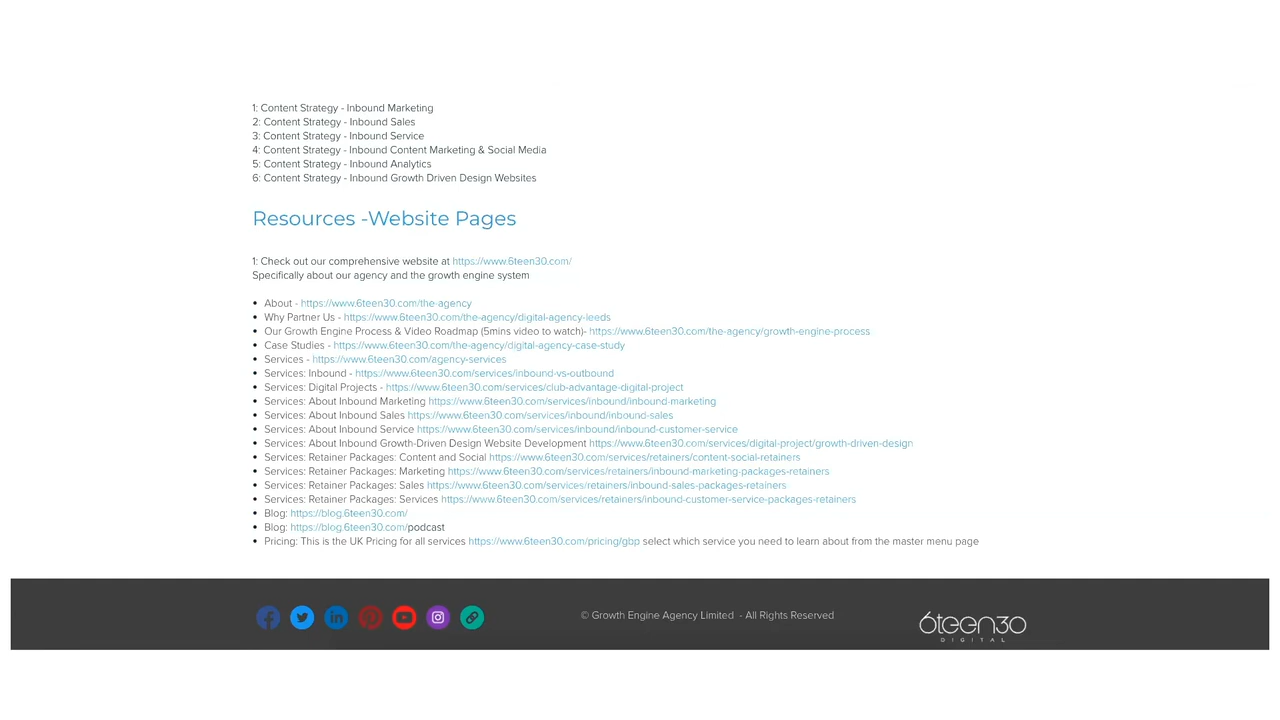 1: Content Strategy - Inbound Marketing
2: Content Strategy - Inbound Sales
3: Content Strategy - Inbound Service
4: Content Strategy - Inbound Content Marketing & Social Media
5: Content Strategy - Inbound Analytics
6: Content Strategy - Inbound Growth Driven Design Websites
Resources -Website Pages
1: Check out our comprehensive website at https://www.6teen30.com/
Specifically about our agency and the growth engine system
• About - https://www.6teen30.com/the-agency
• Why Partner Us - https://www.6teen30.com/the-agency/digital-agency-leeds
• Our Growth Engine Process & Video Roadmap (5mins video to watch)- https://www.6teen30.com/the-agency/growth-engine-process
• Case Studies - https://www.6teen30.com/the-agency/digital-agency-case-study
• Services - https://www.6teen30.com/agency-services
• Services: Inbound - https://www.6teen30.com/services/inbound-vs-outbound
• Services: Digital Projects - https://www.6teen30.com/services/club-advantage-digital-project
• Services: About Inbound Marketing https://www.6teen30.com/services/inbound/inbound-marketing
• Services: About Inbound Sales https://www.6teen30.com/services/inbound/inbound-sales
• Services: About Inbound Service https://www.6teen30.com/services/inbound/inbound-customer-service
• Services: About Inbound Growth-Driven Design Website Development https://www.6teen30.com/services/digital-project/growth-driven-design
• Services: Retainer Packages: Content and Social https://www.6teen30.com/services/retainers/content-social-retainers
• Services: Retainer Packages: Marketing https://www.6teen30.com/services/retainers/inbound-marketing-packages-retainers
• Services: Retainer Packages: Sales https://www.6teen30.com/services/retainers/inbound-sales-packages-retainers
• Services: Retainer Packages: Services https://www.6teen30.com/services/retainers/inbound-customer-service-packages-retainers
• Blog: https://blog.6teen30.com/
• Blog: https://blog.6teen30.com/podcast
• Pricing: This is the UK Pricing for all services https://www.6teen30.com/pricing/gbp select which service you need to learn about from the master menu page
© Growth Engine Agency Limited - All Rights Reserved
6teen30
DIGITAL